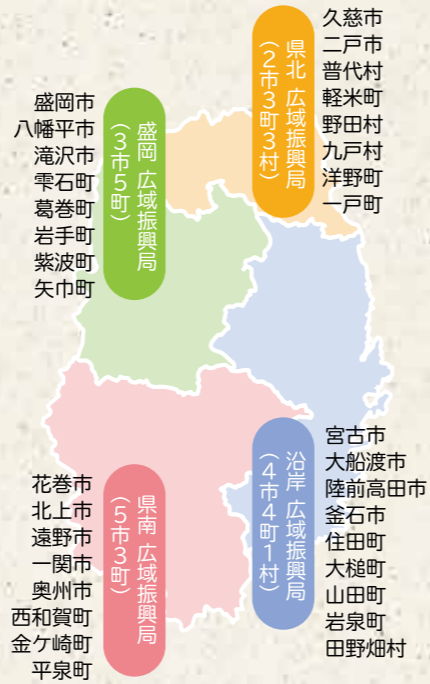 盛岡 広域振興局
（3市5町）
盛岡市
八幡平市
滝沢市
雫石町
葛巻町
岩手町
紫波町
矢巾町
県北 広域振興局
（2市3町3村）
久慈市
二戸市
普代村
軽米町
野田村
九戸村
洋野町
一戸町
県南 広域振興局
（5市3町）
花巻市
北上市
遠野市
一関市
奥州市
西和賀町
金ケ崎町
平泉町
沿岸 広域振興局
（4市4町1村）
宮古市
大船渡市
陸前高田市
釜石市
住田町
大槌町
山田町
岩泉町
田野畑村